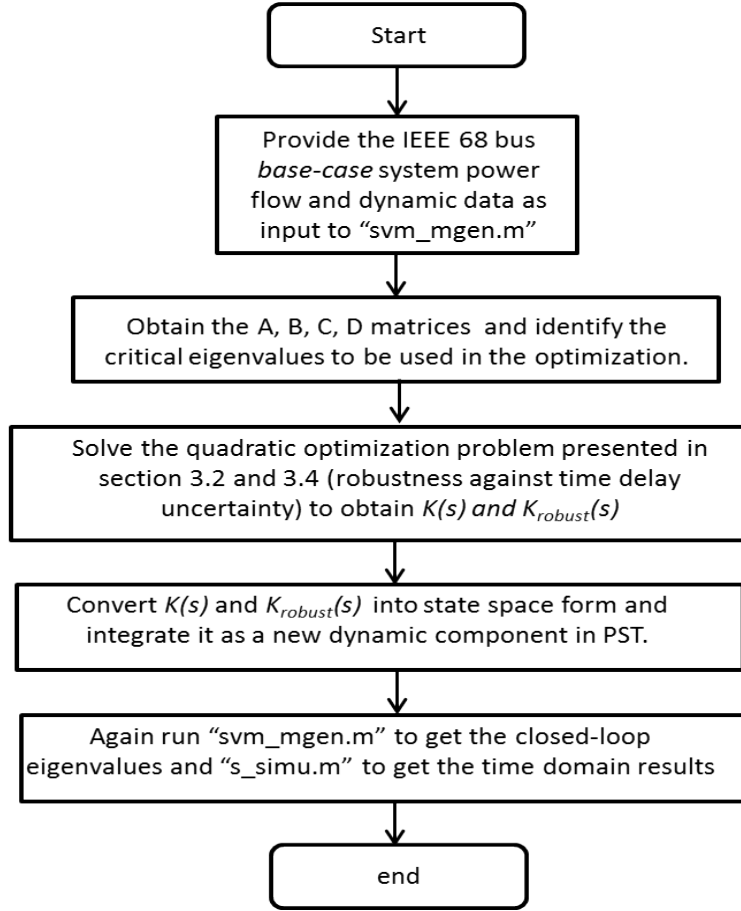 Start
Provide the IEEE 68 bus
base-case system power
flow and dynamic data as
input to “svm_mgen.m”
Obtain the A, B, C, D matrices and identify the
critical eigenvalues to be used in the optimization.
Solve the quadratic optimization problem presented in
section 3.2 and 3.4 (robustness against time delay
uncertainty) to obtain K(s) and Krobust(s)
Convert K(s) and Krobust(s) into state space form and
integrate it as a new dynamic component in PST.
Again run “svm_mgen.m” to get the closed-loop
eigenvalues and “s_simu.m” to get the time domain results
end